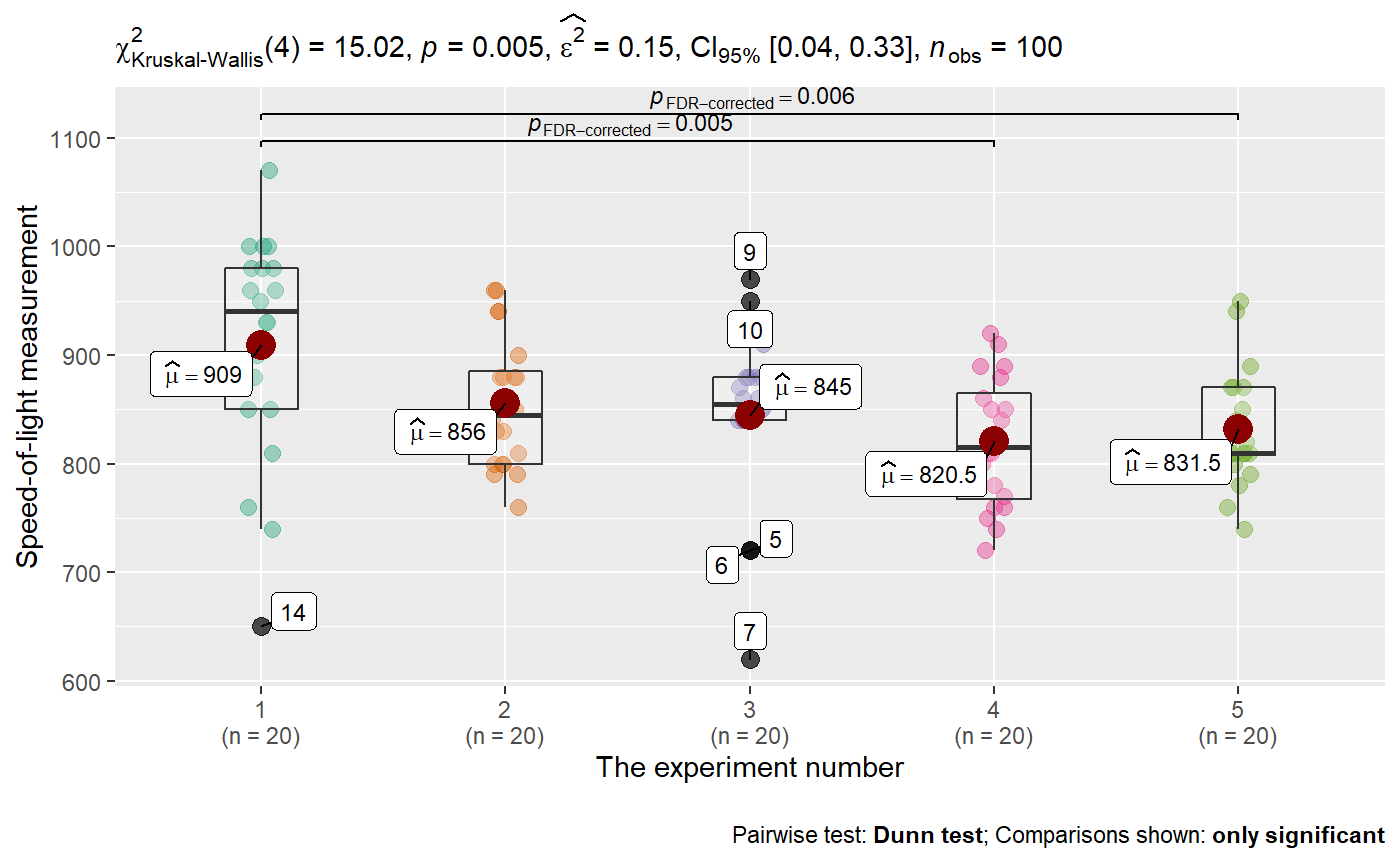 χ²Kruskal-Wallis(4) = 15.02, p = 0.005, ε̂² = 0.15, CI95% [0.04, 0.33], nobs = 100
pFDR−corrected = 0.006
pFDR−corrected = 0.005
Speed-of-light measurement
1100
1000
900
800
700
600
μ̂ = 909
14
μ̂ = 856
9
10
μ̂ = 845
5
6
7
μ̂ = 820.5
μ̂ = 831.5
1 2 3 4 5
(n = 20) (n = 20) (n = 20) (n = 20) (n = 20)
The experiment number
Pairwise test: Dunn test; Comparisons shown: only significant